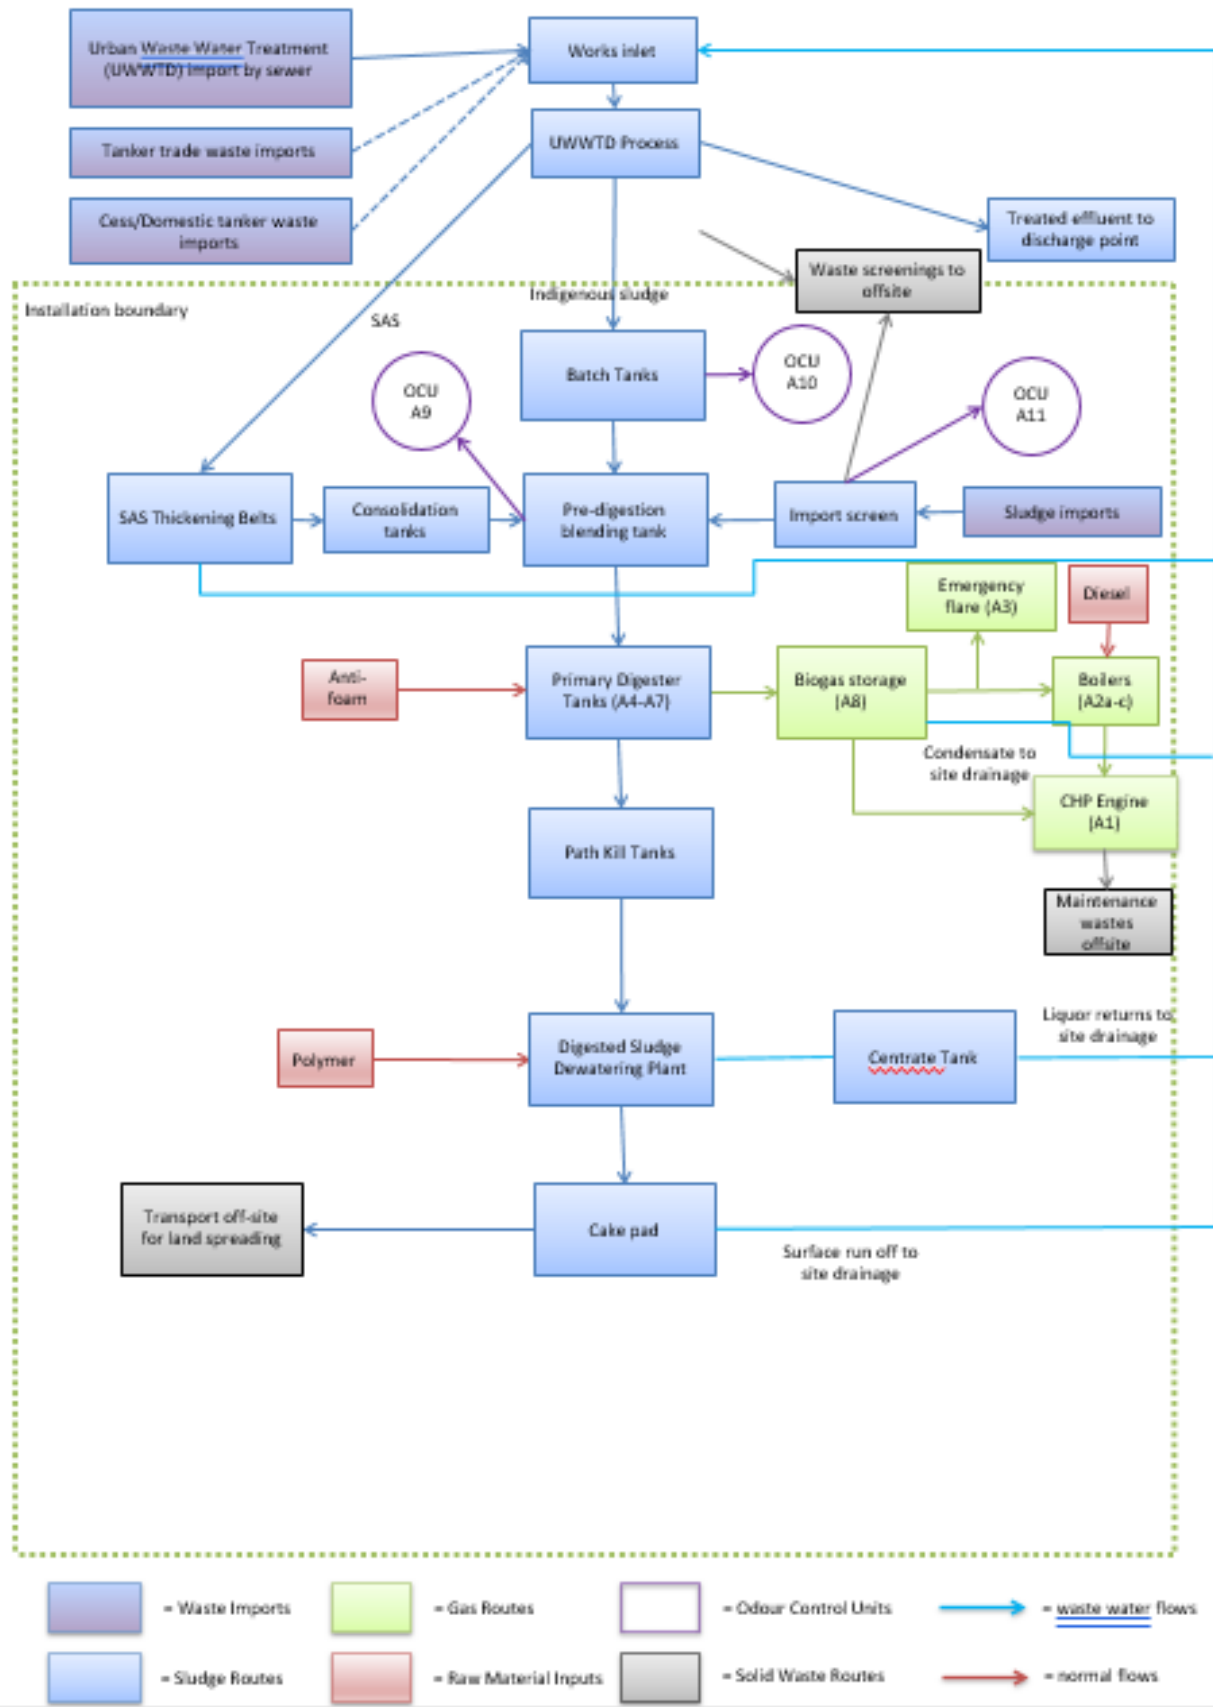 Urban Waste Water Treatment
(UWWTD) import by sewer
Works inlet
Tanker trade waste imports
UWWTD Process
Cess/Domestic tanker waste
imports
Treated effluent to
discharge point
Waste screenings to
offsite
Installation boundary
Indigenous sludge
SAS
Batch Tanks
OCU
A10
OCU
A9
OCU
A11
SAS Thickening Belts
Consolidation
tanks
Pre-digestion
blending tank
Import screen
Sludge imports
Emergency
flare (A3)
Diesel
Anti-
foam
Primary Digester
Tanks (A4-A7)
Biogas storage
(A8)
Boilers
(A2a-c)
Condensate to
site drainage
CHP Engine
(A1)
Path Kill Tanks
Maintenance
wastes
offsite
Liquor returns to
site drainage
Polymer
Digested Sludge
Dewatering Plant
Centrate Tank
Transport off-site
for land spreading
Cake pad
Surface run off to
site drainage
= Waste Imports
= Gas Routes
= Odour Control Units
= waste water flows
= Sludge Routes
= Raw Material Inputs
= Solid Waste Routes
= normal flows